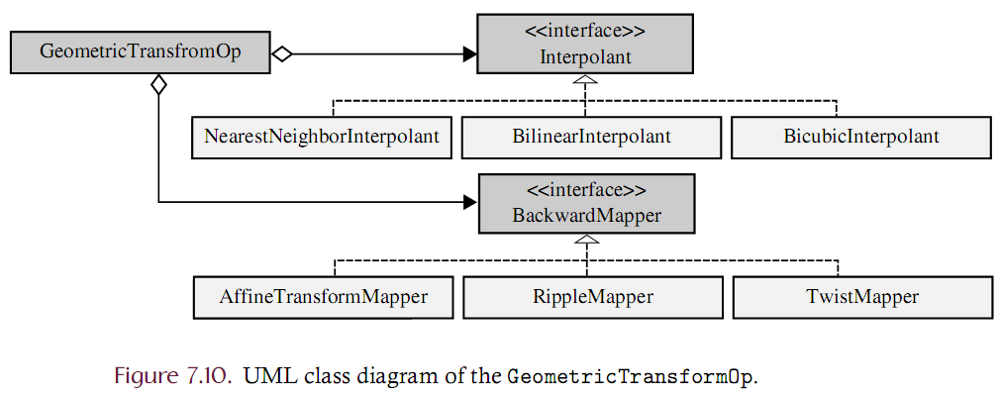 GeometricTransfromOp
<<interface>>
Interpolant
NearestNeighborInterpolant
BilinearInterpolant
BicubicInterpolant
<<interface>>
BackwardMapper
AffineTransformMapper
RippleMapper
TwistMapper
Figure 7.10. UML class diagram of the GeometricTransformOp.